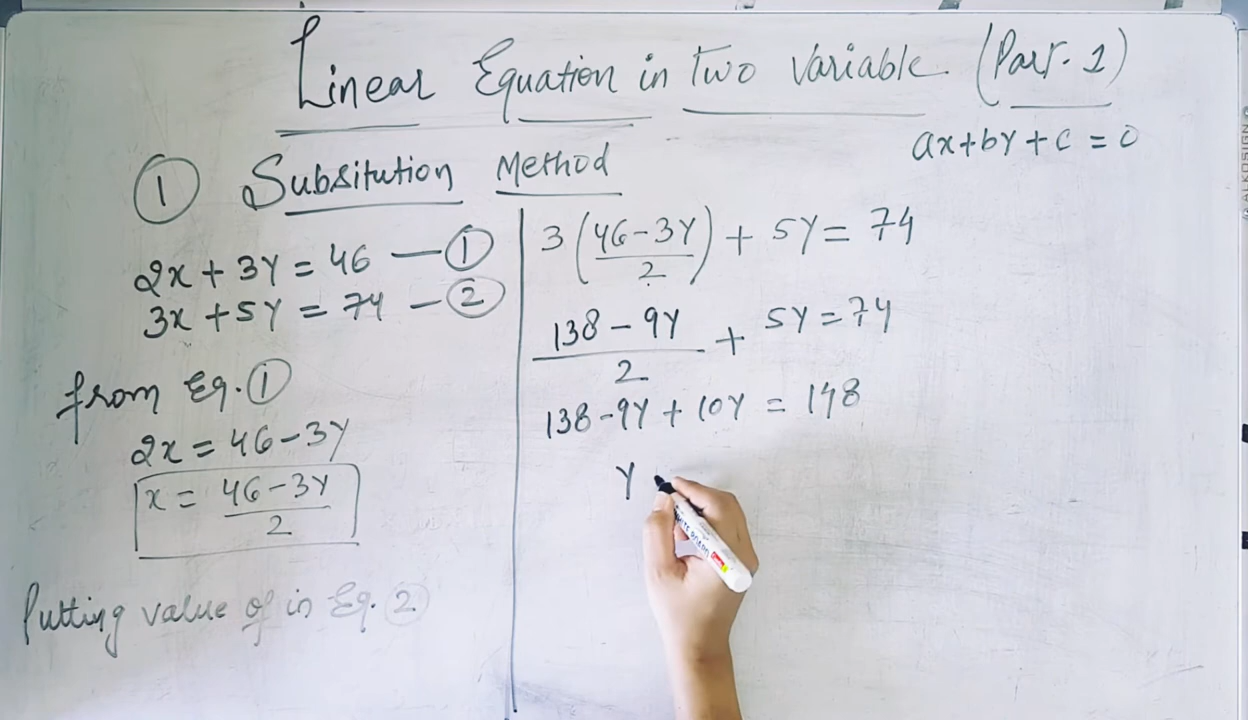 Linear Equation in Two Variable (Part-1)
ax+by+c=0
① Subsitution Method
2x+3y=46 —①
3x+5y=74 —②
from Eq.①
2x=46-3y
x=46-3y/2
Putting value of in Eq. ②
3(46-3y/2)+5y=74
138-9y/2+5y=74
138-9y+10y=148
y
ALKOSIGN